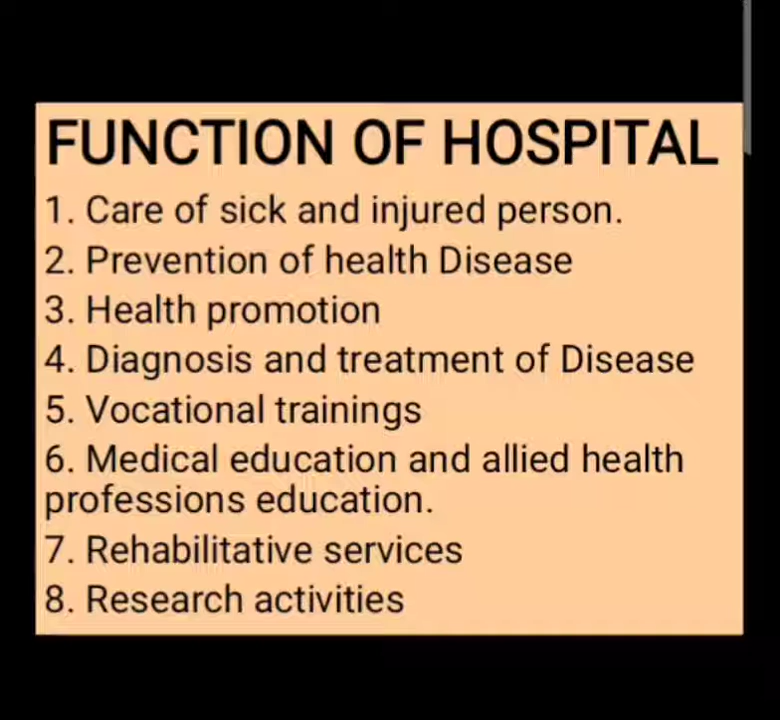 FUNCTION OF HOSPITAL
1. Care of sick and injured person.
2. Prevention of health Disease
3. Health promotion
4. Diagnosis and treatment of Disease
5. Vocational trainings
6. Medical education and allied health
professions education.
7. Rehabilitative services
8. Research activities